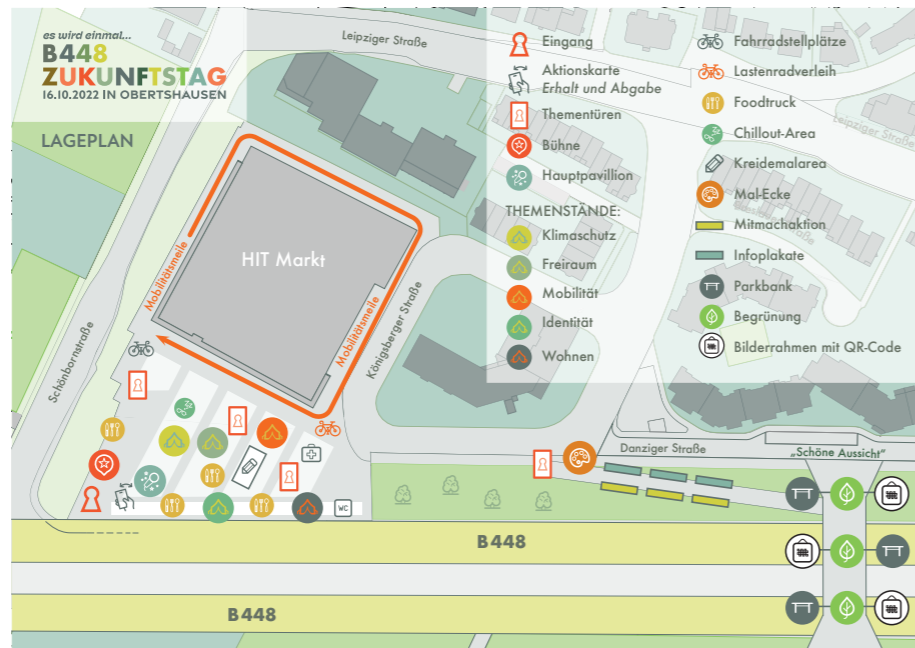 es wird einmal...
B448
ZUKUNFTSTAG
16.10.2022 IN OBERTSHAUSEN
LAGEPLAN
Leipziger Straße
Eingang
Aktionskarte
Erhalt und Abgabe
Thementüren
Bühne
Hauptpavillion
THEMENSTÄNDE:
Klimaschutz
Freiraum
Mobilität
Identität
Wohnen
Fahrradstellplätze
Lastenradverleih
Foodtruck
Chillout-Area
Kreidemalarea
Mal-Ecke
Mitmachaktion
Infoplakate
Parkbank
Begrünung
Bilderrahmen mit QR-Code
Leipziger Straße
HIT Markt
Mobilitätsmeile
Mobilitätsmeile
Königsberger Straße
Schönbornstraße
Danziger Straße
„Schöne Aussicht"
WC
B448
B448